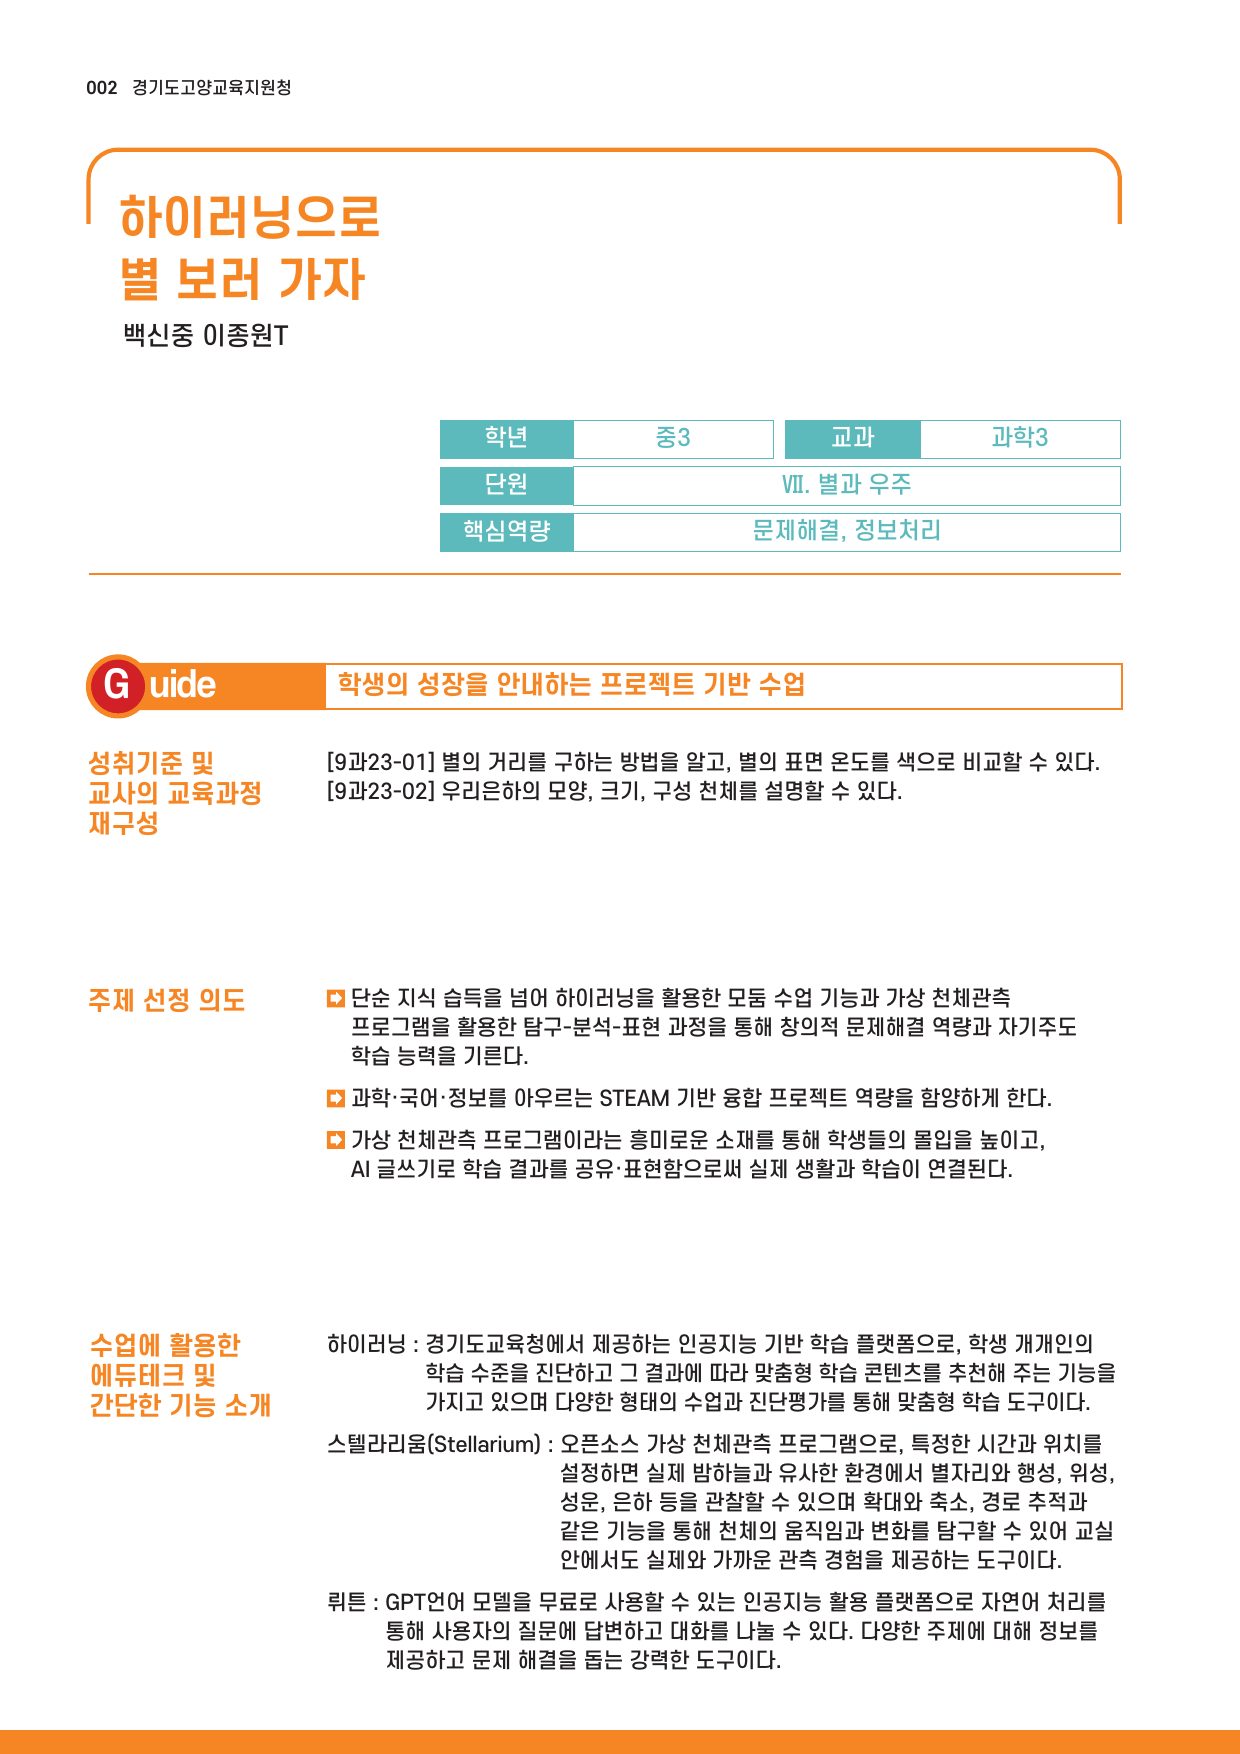 002 경기도고양교육지원청
하이러닝으로
별 보러 가자
백신중 이종원T
학년 중3 교과 과학3
단원 Ⅶ. 별과 우주
핵심역량 문제해결, 정보처리
Guide 학생의 성장을 안내하는 프로젝트 기반 수업
성취기준 및
교사의 교육과정
재구성
[9과23-01] 별의 거리를 구하는 방법을 알고, 별의 표면 온도를 색으로 비교할 수 있다.
[9과23-02] 우리은하의 모양, 크기, 구성 천체를 설명할 수 있다.
주제 선정 의도
단순 지식 습득을 넘어 하이러닝을 활용한 모둠 수업 기능과 가상 천체관측
프로그램을 활용한 탐구-분석-표현 과정을 통해 창의적 문제해결 역량과 자기주도
학습 능력을 기른다.
과학·국어·정보를 아우르는 STEAM 기반 융합 프로젝트 역량을 함양하게 한다.
가상 천체관측 프로그램이라는 흥미로운 소재를 통해 학생들의 몰입을 높이고,
AI 글쓰기로 학습 결과를 공유·표현함으로써 실제 생활과 학습이 연결된다.
수업에 활용한
에듀테크 및
간단한 기능 소개
하이러닝 : 경기도교육청에서 제공하는 인공지능 기반 학습 플랫폼으로, 학생 개개인의
학습 수준을 진단하고 그 결과에 따라 맞춤형 학습 콘텐츠를 추천해 주는 기능을
가지고 있으며 다양한 형태의 수업과 진단평가를 통해 맞춤형 학습 도구이다.
스텔라리움(Stellarium) : 오픈소스 가상 천체관측 프로그램으로, 특정한 시간과 위치를
설정하면 실제 밤하늘과 유사한 환경에서 별자리와 행성, 위성,
성운, 은하 등을 관찰할 수 있으며 확대와 축소, 경로 추적과
같은 기능을 통해 천체의 움직임과 변화를 탐구할 수 있어 교실
안에서도 실제와 가까운 관측 경험을 제공하는 도구이다.
뤼튼 : GPT언어 모델을 무료로 사용할 수 있는 인공지능 활용 플랫폼으로 자연어 처리를
통해 사용자의 질문에 답변하고 대화를 나눌 수 있다. 다양한 주제에 대해 정보를
제공하고 문제 해결을 돕는 강력한 도구이다.